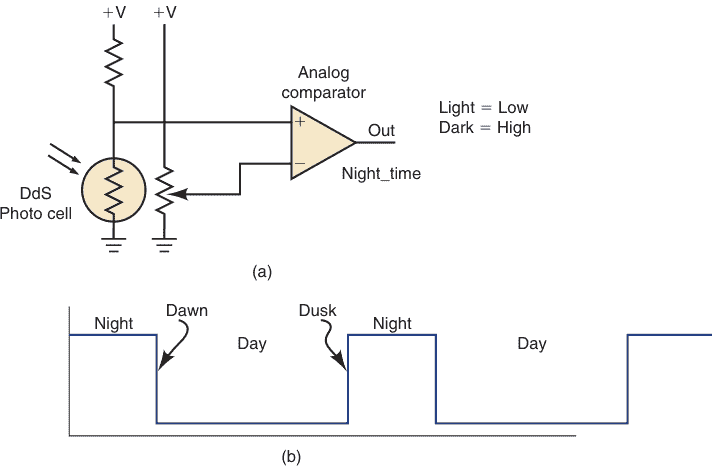 +V +V
Analog
comparator
Light = Low
Dark = High
+
Out
−
Night_time
DdS
Photo cell
(a)
Dawn
Dusk
Night
Night
Day
Day
(b)